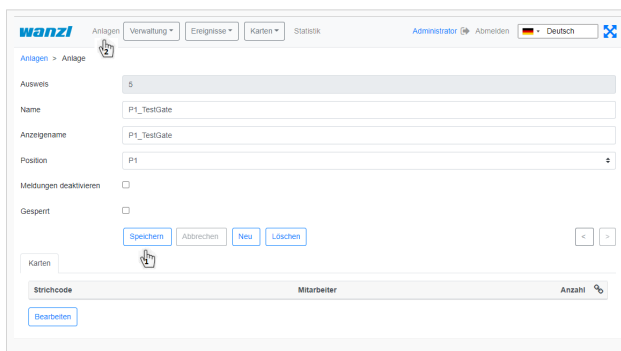 wanzl Anlagen Verwaltung Ereignisse Karten Statistik Administrator Abmelden Deutsch
2
Anlagen > Anlage
Ausweis 5
Name P1_TestGate
Anzeigename P1_TestGate
Position P1
Meldungen deaktivieren
Gesperrt
Speichern Abbrechen Neu Löschen < >
1
Karten
Strichcode Mitarbeiter Anzahl
Bearbeiten